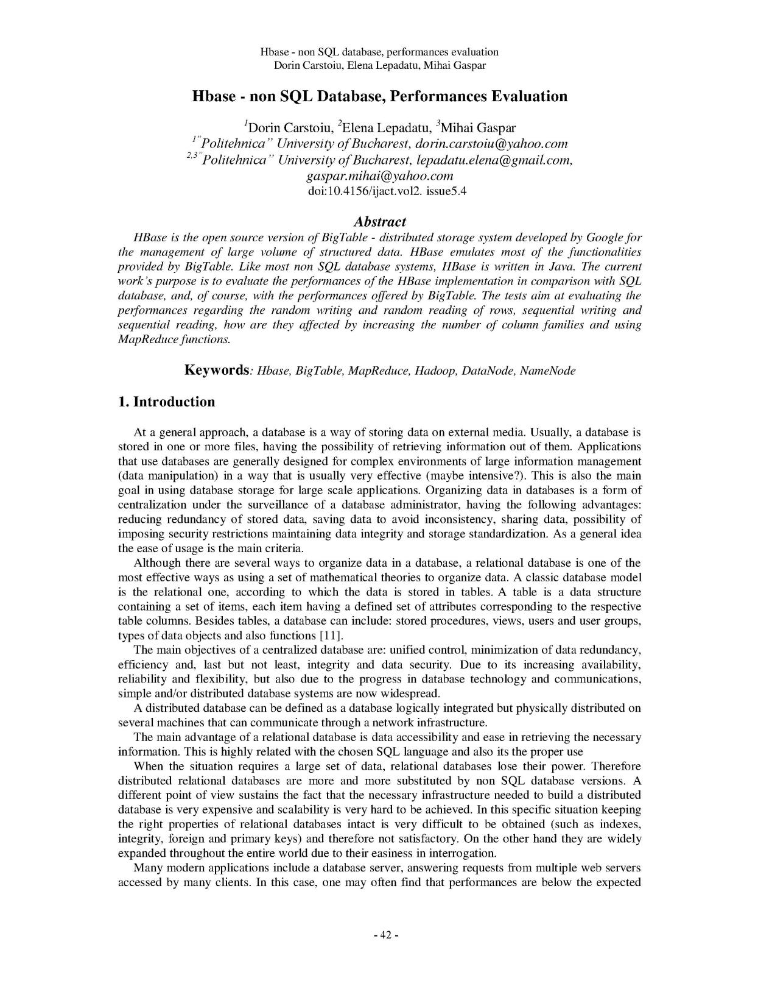 Hbase - non SQL database, performances evaluation
Dorin Carstoiu, Elena Lepadatu, Mihai Gaspar
Hbase - non SQL Database, Performances Evaluation
1Dorin Carstoiu, 2Elena Lepadatu, 3Mihai Gaspar
1"Politehnica" University of Bucharest, dorin.carstoiu@yahoo.com
2,3"Politehnica" University of Bucharest, lepadatu.elena@gmail.com,
gaspar.mihai@yahoo.com
doi:10.4156/ijact.vol2. issue5.4
Abstract
HBase is the open source version of BigTable - distributed storage system developed by Google for
the management of large volume of structured data. HBase emulates most of the functionalities
provided by BigTable. Like most non SQL database systems, HBase is written in Java. The current
work's purpose is to evaluate the performances of the HBase implementation in comparison with SQL
database, and, of course, with the performances offered by BigTable. The tests aim at evaluating the
performances regarding the random writing and random reading of rows, sequential writing and
sequential reading, how are they affected by increasing the number of column families and using
MapReduce functions.
Keywords: Hbase, BigTable, MapReduce, Hadoop, DataNode, NameNode
1. Introduction
At a general approach, a database is a way of storing data on external media. Usually, a database is
stored in one or more files, having the possibility of retrieving information out of them. Applications
that use databases are generally designed for complex environments of large information management
(data manipulation) in a way that is usually very effective (maybe intensive?). This is also the main
goal in using database storage for large scale applications. Organizing data in databases is a form of
centralization under the surveillance of a database administrator, having the following advantages:
reducing redundancy of stored data, saving data to avoid inconsistency, sharing data, possibility of
imposing security restrictions maintaining data integrity and storage standardization. As a general idea
the ease of usage is the main criteria.
Although there are several ways to organize data in a database, a relational database is one of the
most effective ways as using a set of mathematical theories to organize data. A classic database model
is the relational one, according to which the data is stored in tables. A table is a data structure
containing a set of items, each item having a defined set of attributes corresponding to the respective
table columns. Besides tables, a database can include: stored procedures, views, users and user groups,
types of data objects and also functions [11].
The main objectives of a centralized database are: unified control, minimization of data redundancy,
efficiency and, last but not least, integrity and data security. Due to its increasing availability,
reliability and flexibility, but also due to the progress in database technology and communications,
simple and/or distributed database systems are now widespread.
A distributed database can be defined as a database logically integrated but physically distributed on
several machines that can communicate through a network infrastructure.
The main advantage of a relational database is data accessibility and ease in retrieving the necessary
information. This is highly related with the chosen SQL language and also its the proper use
When the situation requires a large set of data, relational databases lose their power. Therefore
distributed relational databases are more and more substituted by non SQL database versions. A
different point of view sustains the fact that the necessary infrastructure needed to build a distributed
database is very expensive and scalability is very hard to be achieved. In this specific situation keeping
the right properties of relational databases intact is very difficult to be obtained (such as indexes,
integrity, foreign and primary keys) and therefore not satisfactory. On the other hand they are widely
expanded throughout the entire world due to their easiness in interrogation.
Many modern applications include a database server, answering requests from multiple web servers
accessed by many clients. In this case, one may often find that performances are below the expected
- 42 -